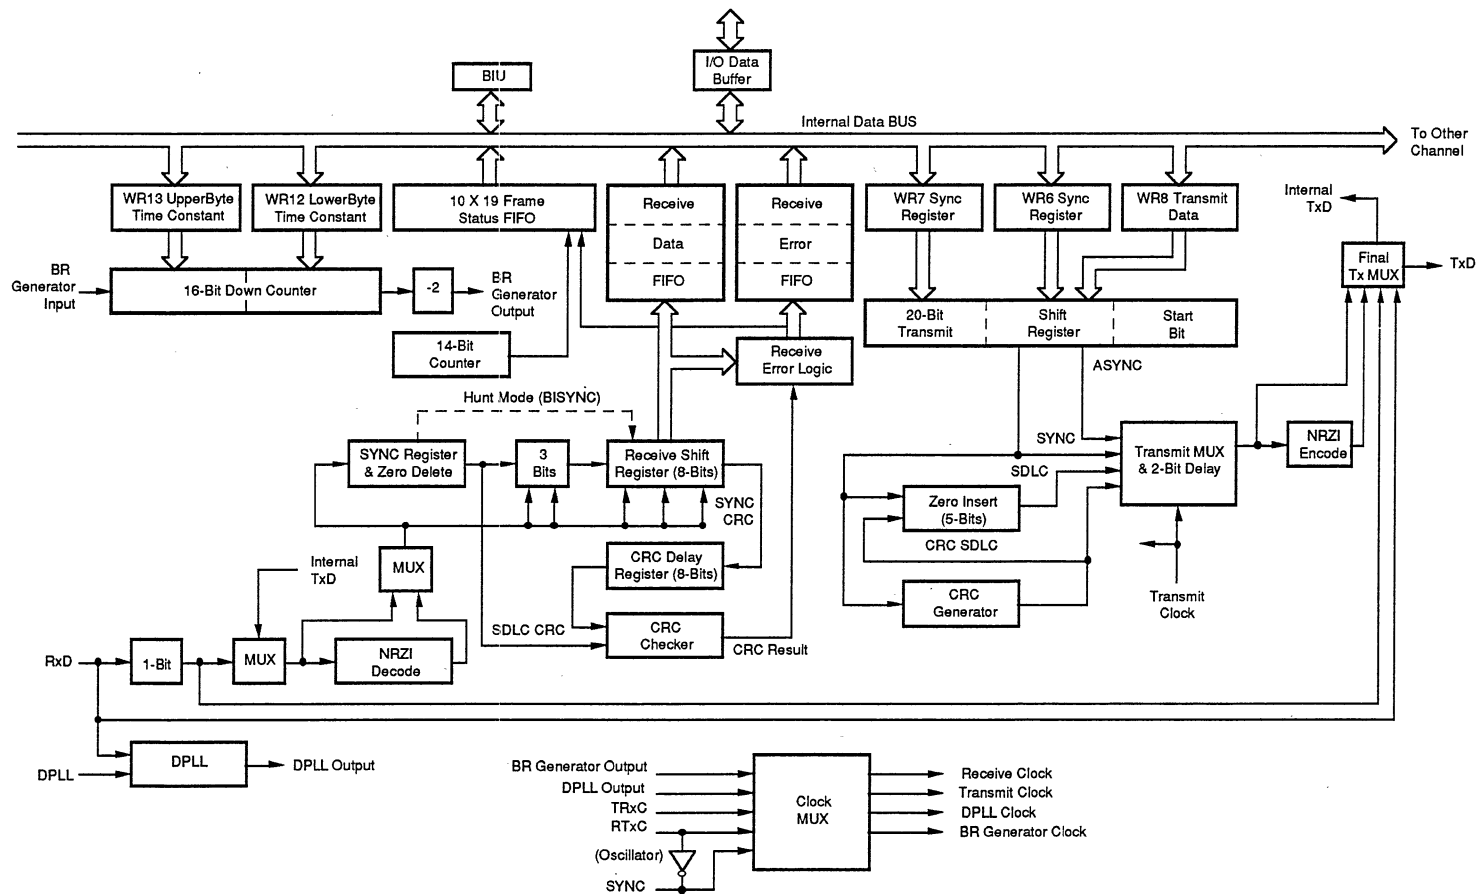 I/O Data
Buffer
BIU
Internal Data BUS
To Other
Channel
WR13 UpperByte
Time Constant
WR12 LowerByte
Time Constant
10 X 19 Frame
Status FIFO
Receive
Data
FIFO
Receive
Error
FIFO
WR7 Sync
Register
WR6 Sync
Register
WR8 Transmit
Data
Internal
TxD
Final
Tx MUX
TxD
BR
Generator
Input
16-Bit Down Counter
-2
BR
Generator
Output
20-Bit
Transmit
Shift
Register
Start
Bit
14-Bit
Counter
Receive
Error Logic
ASYNC
Hunt Mode (BISYNC)
SYNC Register
& Zero Delete
3
Bits
Receive Shift
Register (8-Bits)
SYNC
CRC
SYNC
SDLC
Transmit MUX
& 2-Bit Delay
NRZI
Encode
Zero Insert
(5-Bits)
CRC SDLC
Internal
TxD
MUX
CRC Delay
Register (8-Bits)
CRC
Generator
Transmit
Clock
SDLC CRC
CRC
Checker
CRC Result
RxD
1-Bit
MUX
NRZI
Decode
DPLL
DPLL
DPLL Output
BR Generator Output
DPLL Output
TRxC
RTxC
(Oscillator)
SYNC
Clock
MUX
Receive Clock
Transmit Clock
DPLL Clock
BR Generator Clock